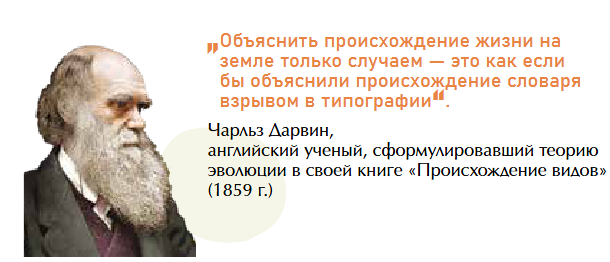 „Объяснить происхождение жизни на
земле только случаем — это как если
бы объяснили происхождение словаря
взрывом в типографии“.
Чарльз Дарвин,
английский ученый, сформулировавший теорию
эволюции в своей книге «Происхождение видов»
(1859 г.)